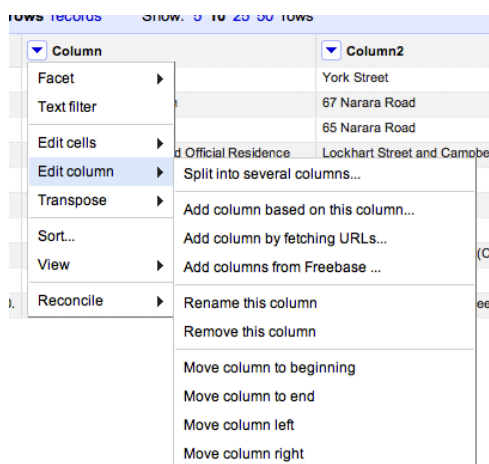 rows records Show: 5 10 25 50 rows
Column Column2
Facet York Street
Text filter 67 Narara Road
65 Narara Road
Edit cells d Official Residence Lockhart Street and Campbe
Edit column Split into several columns...
Transpose Add column based on this column...
Sort... Add column by fetching URLs... (C
View Add columns from Freebase ...
Reconcile Rename this column ee
Remove this column
Move column to beginning
Move column to end
Move column left
Move column right